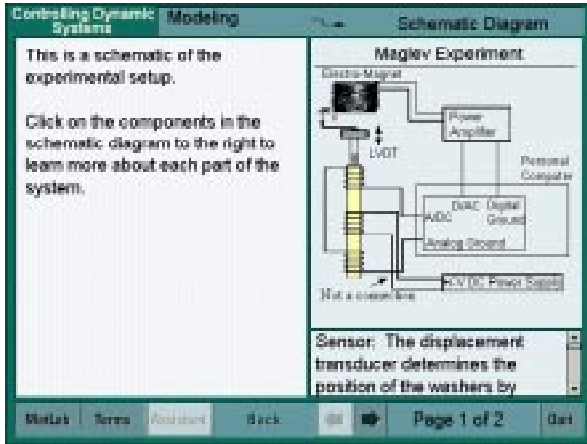 Controlling Dynamic
Systems
Modeling
Schematic Diagram
This is a schematic of the
experimental setup.
Click on the components in the
schematic diagram to the right to
learn more about each part of the
system.
Maglev Experiment
Electro-Magnet
Power
Amplifier
LVDT
Personal
Computer
D/AC Digital
Ground
A/DC
Analog Ground
DC Power Supply
Not a connection
Sensor: The displacement
transducer determines the
position of the washers by
MatLab Terms Assistant Back
Page 1 of 2
Quit